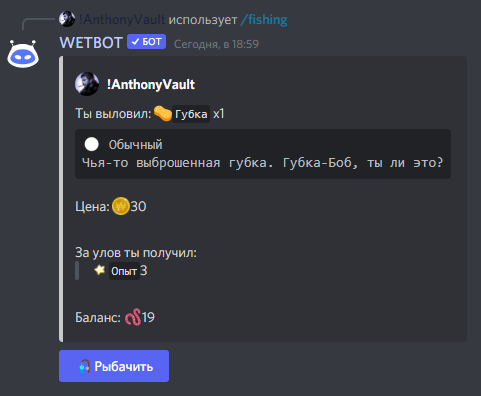 !AnthonyVault использует /fishing
WETBOT ✓ БОТ Сегодня, в 18:59
!AnthonyVault
Ты выловил: Губка x1
Обычный
Чья-то выброшенная губка. Губка-Боб, ты ли это?
Цена: 30
За улов ты получил:
Опыт 3
Баланс: 19
Рыбачить